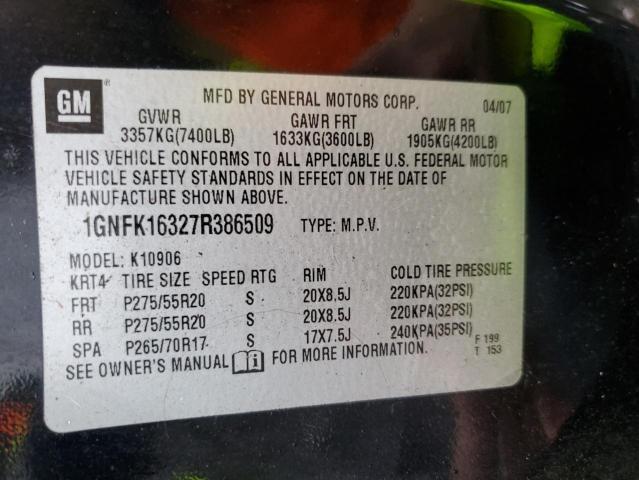 GM ®
MFD BY GENERAL MOTORS CORP. 04/07
GVWR GAWR FRT GAWR RR
3357KG(7400LB) 1633KG(3600LB) 1905KG(4200LB)
THIS VEHICLE CONFORMS TO ALL APPLICABLE U.S. FEDERAL MOTOR
VEHICLE SAFETY STANDARDS IN EFFECT ON THE DATE OF
MANUFACTURE SHOWN ABOVE.
1GNFK16327R386509 TYPE: M.P.V.
MODEL: K10906
KRT4 TIRE SIZE SPEED RTG RIM COLD TIRE PRESSURE
FRT P275/55R20 S 20X8.5J 220KPA(32PSI)
RR P275/55R20 S 20X8.5J 220KPA(32PSI)
SPA P265/70R17 S 17X7.5J 240KPA(35PSI)
F 199
T 153
SEE OWNER'S MANUAL FOR MORE INFORMATION.